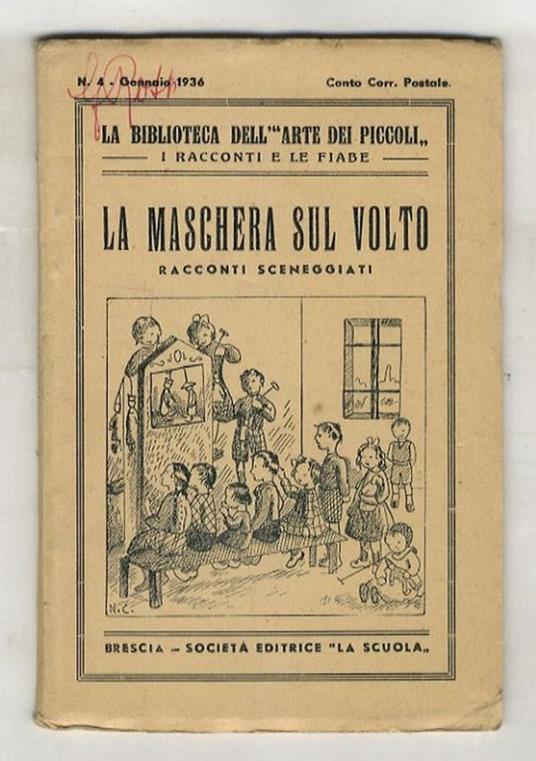 N. 4 - Gennaio 1936 Conto Corr. Postale.
LA BIBLIOTECA DELL'"ARTE DEI PICCOLI„
I RACCONTI E LE FIABE
LA MASCHERA SUL VOLTO
RACCONTI SCENEGGIATI
N.C.
BRESCIA - SOCIETÀ EDITRICE "LA SCUOLA„